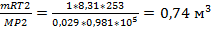 mRT2/MP2 = 1*8,31*253/0,029*0,981*10⁵ = 0,74 м³